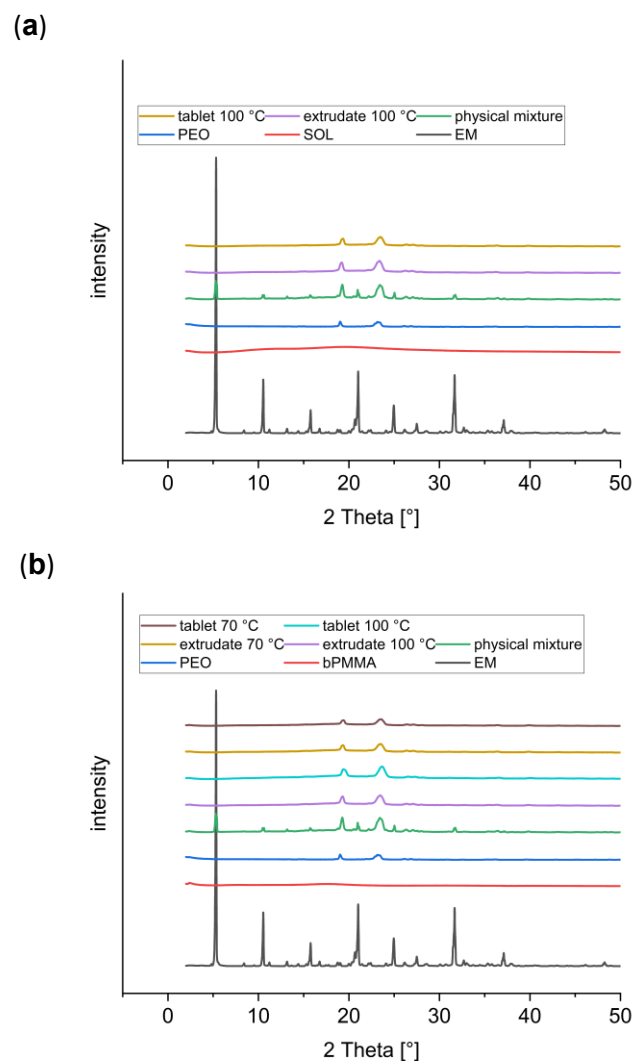 (a)
tablet 100 °C extrudate 100 °C physical mixture
PEO SOL EM
intensity
0 10 20 30 40 50
2 Theta [°]
(b)
tablet 70 °C tablet 100 °C
extrudate 70 °C extrudate 100 °C physical mixture
PEO bPMMA EM
intensity
0 10 20 30 40 50
2 Theta [°]